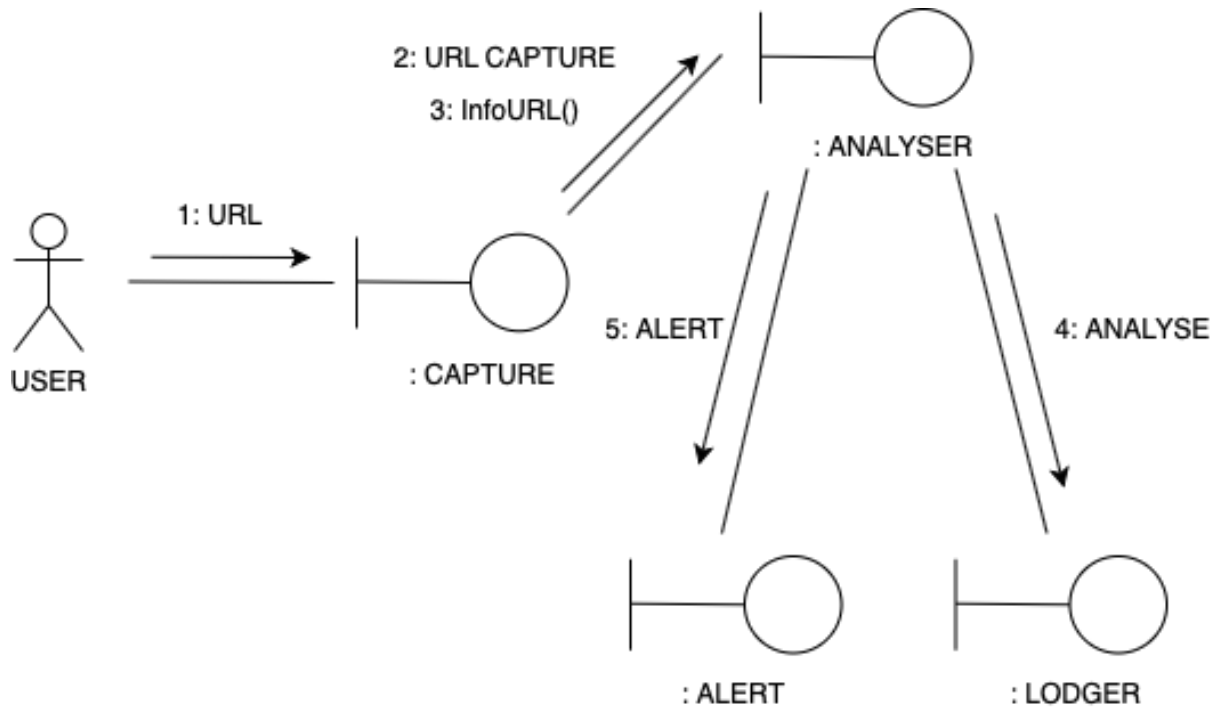 2: URL CAPTURE
3: InfoURL()
: ANALYSER
1: URL
5: ALERT
4: ANALYSE
: CAPTURE
USER
: ALERT
: LODGER